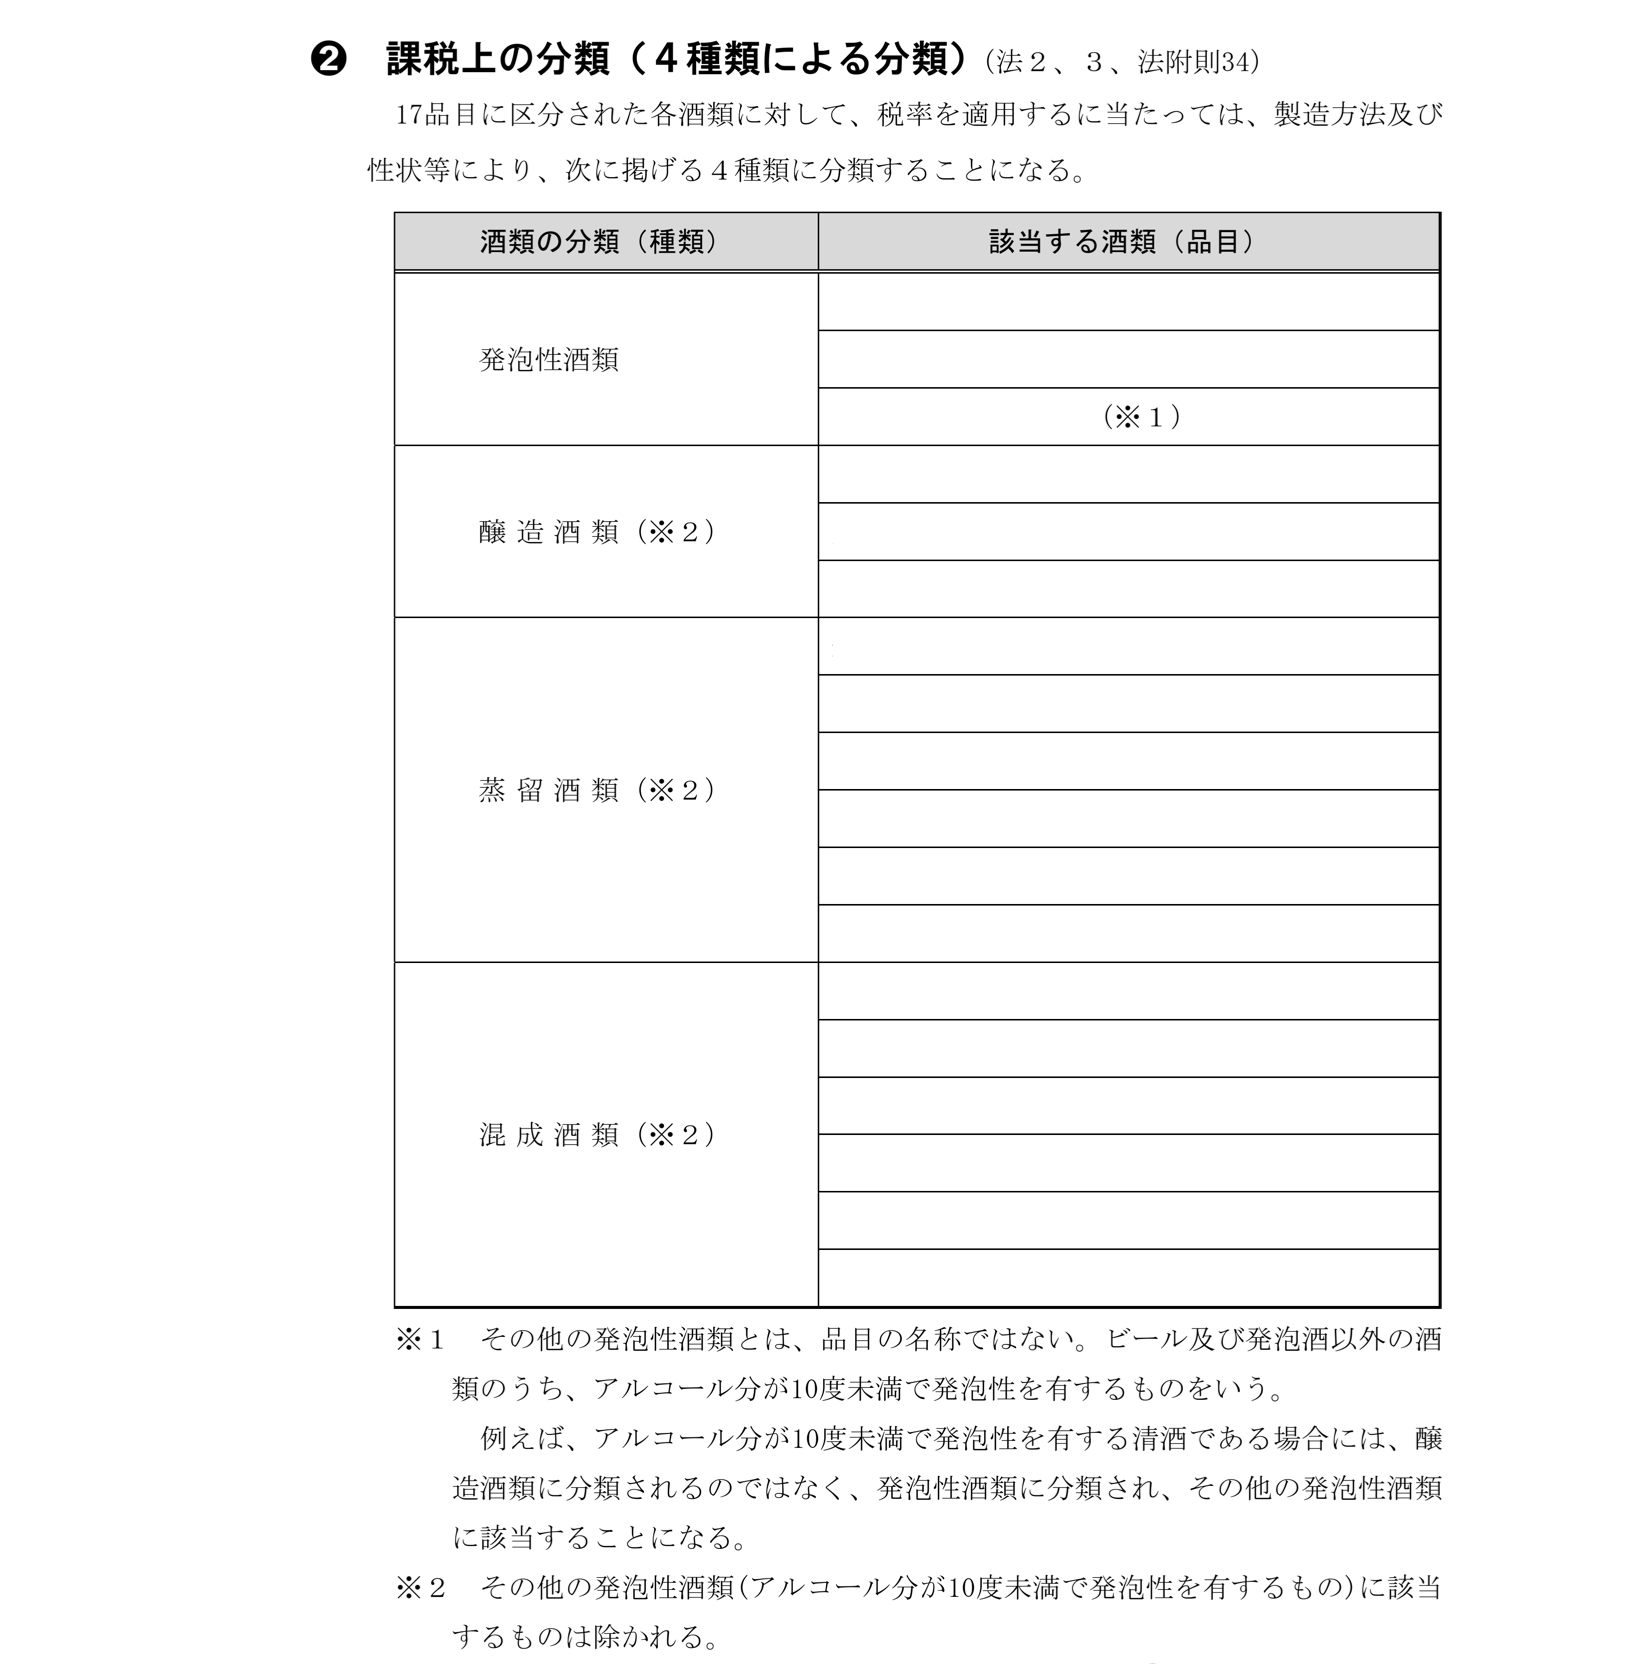 ❷　課税上の分類（４種類による分類）（法２、３、法附則34）
17品目に区分された各酒類に対して、税率を適用するに当たっては、製造方法及び
性状等により、次に掲げる４種類に分類することになる。
酒類の分類（種類）　該当する酒類（品目）
発泡性酒類
（※１）
醸造酒類（※２）
蒸留酒類（※２）
混成酒類（※２）
※１　その他の発泡性酒類とは、品目の名称ではない。ビール及び発泡酒以外の酒
類のうち、アルコール分が10度未満で発泡性を有するものをいう。
例えば、アルコール分が10度未満で発泡性を有する清酒である場合には、醸
造酒類に分類されるのではなく、発泡性酒類に分類され、その他の発泡性酒類
に該当することになる。
※２　その他の発泡性酒類（アルコール分が10度未満で発泡性を有するもの）に該当
するものは除かれる。